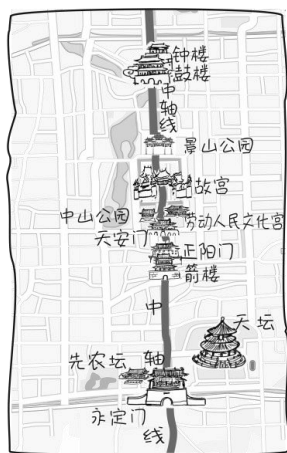 钟楼
鼓楼
中
轴
线
景山公园
故宫
中山公园
劳动人民文化宫
天安门
正阳门
箭楼
中
天坛
先农坛
轴
永定门
线